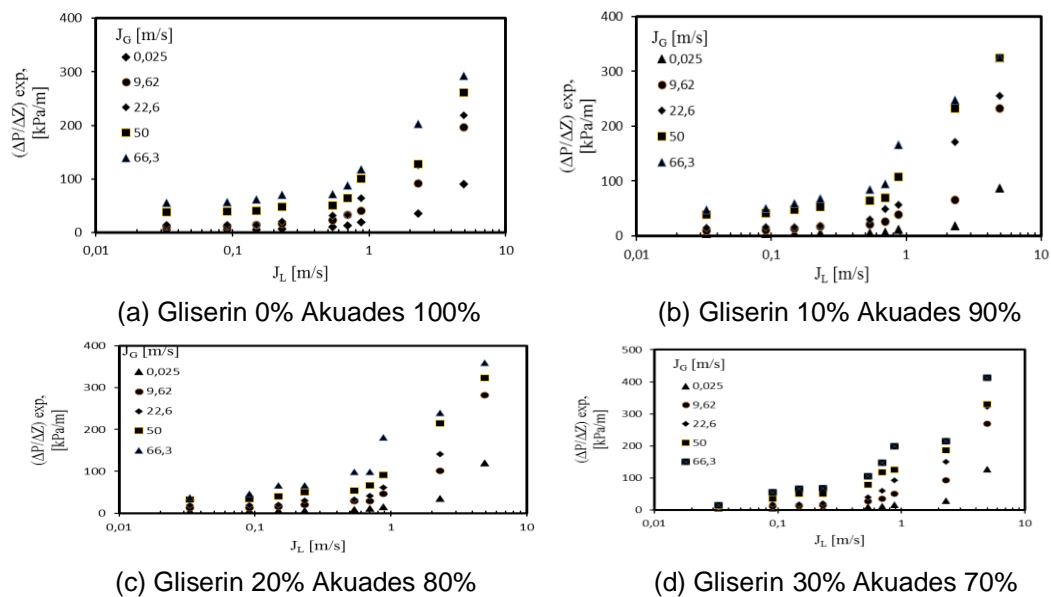 400
300
200
100
0
(ΔP/ΔZ) exp,
[kPa/m]
J_G [m/s]
0,025
9,62
22,6
50
66,3
0,01
0,1
1
10
J_L [m/s]
(a) Gliserin 0% Akuades 100%
400
300
200
100
0
(ΔP/ΔZ) exp,
[kPa/m]
J_G [m/s]
0,025
9,62
22,6
50
66,3
0,01
0,1
1
10
J_L [m/s]
(b) Gliserin 10% Akuades 90%
400
300
200
100
0
(ΔP/ΔZ) exp,
[kPa/m]
J_G [m/s]
0,025
9,62
22,6
50
66,3
0,01
0,1
1
10
J_L [m/s]
(c) Gliserin 20% Akuades 80%
500
400
300
200
100
0
(ΔP/ΔZ) exp,
[kPa/m]
J_G [m/s]
0,025
9,62
22,6
50
66,3
0,01
0,1
1
10
J_L [m/s]
(d) Gliserin 30% Akuades 70%